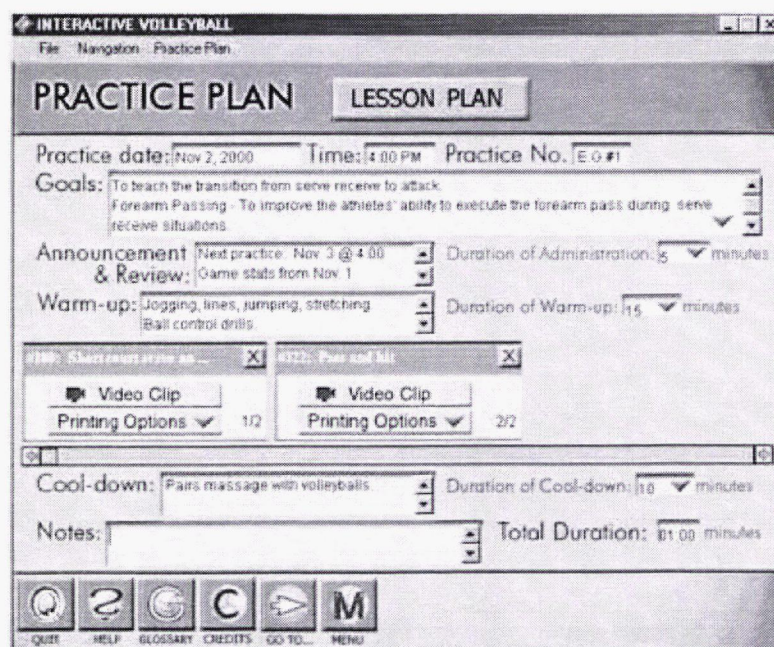 INTERACTIVE VOLLEYBALL
File Navigation Practice Plan
PRACTICE PLAN LESSON PLAN
Practice date: Nov 2, 2000 Time: 4:00 PM Practice No. E.G #1
Goals: To teach the transition from serve receive to attack.
Forearm Passing - To improve the athletes' ability to execute the forearm pass during serve
receive situations
Announcement Next practice: Nov. 3 @ 4:00 Duration of Administration: 5 minutes
& Review: Game stats from Nov. 1
Warm-up: Jogging, lines, jumping, stretching Duration of Warm-up: 15 minutes
Ball control drills
Video Clip Video Clip
Printing Options 1/2 Printing Options 2/2
Cool-down: Pairs massage with volleyballs Duration of Cool-down: 10 minutes
Notes: Total Duration: 01:00 minutes
Q ? G C M
QUIT HELP GLOSSARY CREDITS GO TO... MENU